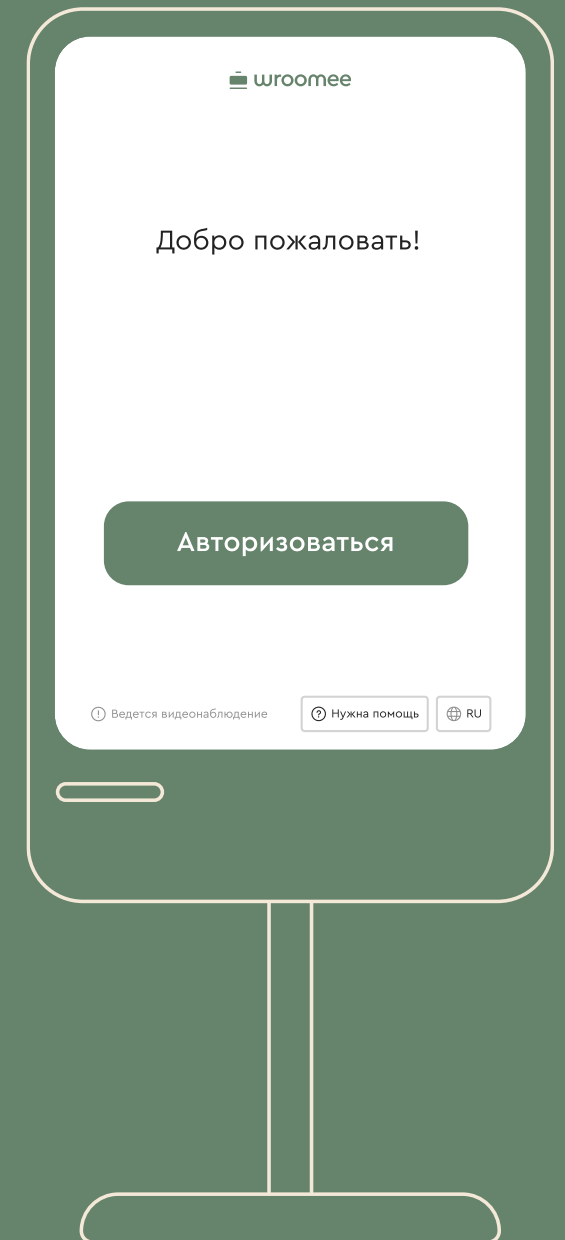 wroomee
Добро пожаловать!
Авторизоваться
Ведется видеонаблюдение
Нужна помощь
RU